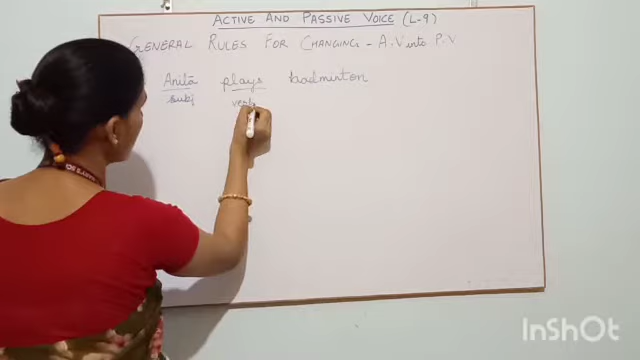 ACTIVE AND PASSIVE VOICE (L-9)
GENERAL RULES FOR CHANGING - A.V into P.V
Anita plays badminton
subj verb
InShOt